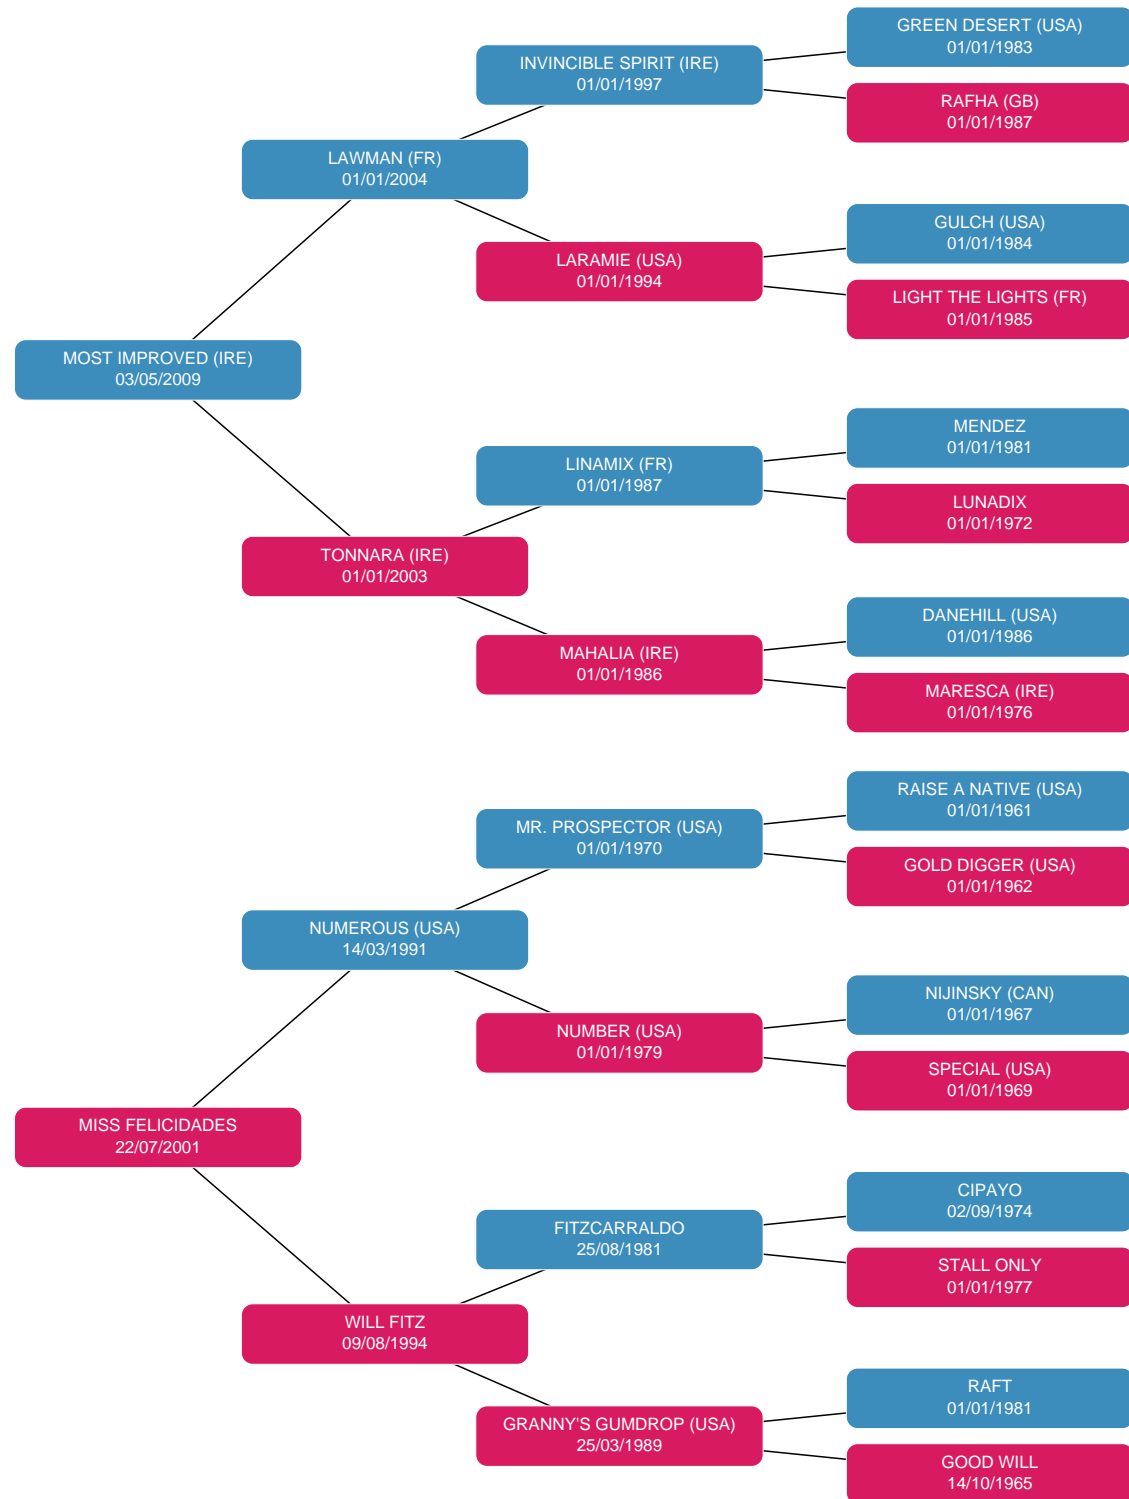 GREEN DESERT (USA)
01/01/1983
INVINCIBLE SPIRIT (IRE)
01/01/1997
RAFHA (GB)
01/01/1987
LAWMAN (FR)
01/01/2004
GULCH (USA)
01/01/1984
LARAMIE (USA)
01/01/1994
LIGHT THE LIGHTS (FR)
01/01/1985
MOST IMPROVED (IRE)
03/05/2009
MENDEZ
01/01/1981
LINAMIX (FR)
01/01/1987
LUNADIX
01/01/1972
TONNARA (IRE)
01/01/2003
DANEHILL (USA)
01/01/1986
MAHALIA (IRE)
01/01/1986
MARESCA (IRE)
01/01/1976
RAISE A NATIVE (USA)
01/01/1961
MR. PROSPECTOR (USA)
01/01/1970
GOLD DIGGER (USA)
01/01/1962
NUMEROUS (USA)
14/03/1991
NIJINSKY (CAN)
01/01/1967
NUMBER (USA)
01/01/1979
SPECIAL (USA)
01/01/1969
MISS FELICIDADES
22/07/2001
CIPAYO
02/09/1974
FITZCARRALDO
25/08/1981
STALL ONLY
01/01/1977
WILL FITZ
09/08/1994
RAFT
01/01/1981
GRANNY'S GUMDROP (USA)
25/03/1989
GOOD WILL
14/10/1965